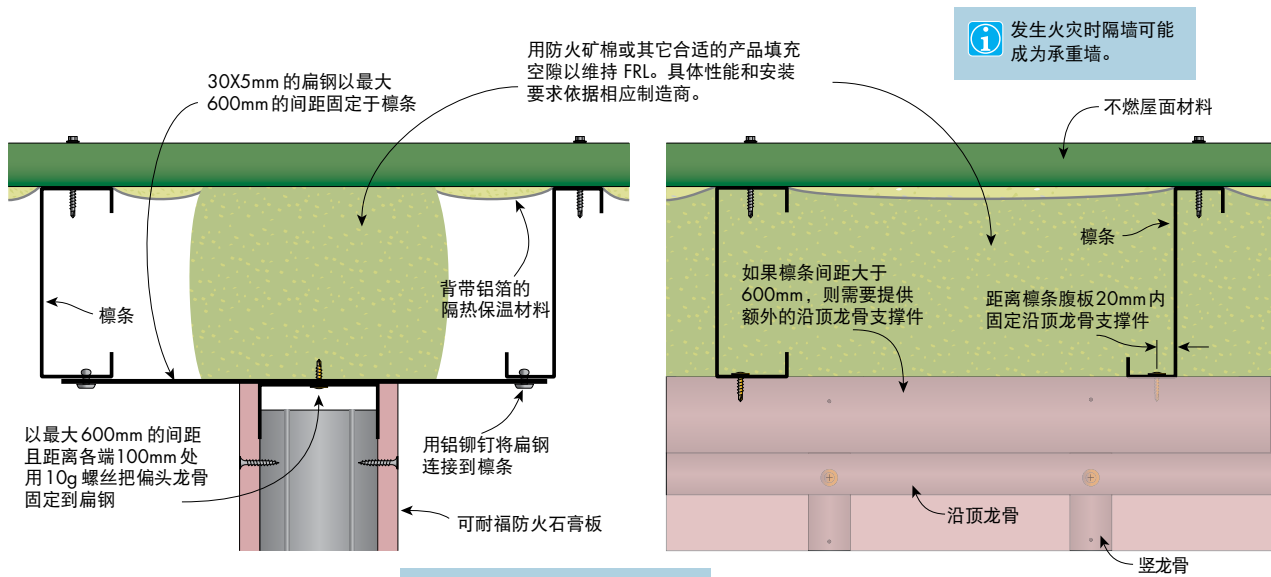 发生火灾时隔墙可能
成为承重墙。
用防火矿棉或其它合适的产品填充
空隙以维持 FRL。具体性能和安装
要求依据相应制造商。
30X5mm 的扁钢以最大
600mm 的间距固定于檩条
不燃屋面材料
檩条
背带铝箔的
隔热保温材料
檩条
如果檩条间距大于
600mm，则需要提供
额外的沿顶龙骨支撑件
距离檩条腹板20mm内
固定沿顶龙骨支撑件
以最大600mm 的间距
且距离各端100mm 处
用10g 螺丝把偏头龙骨
固定到扁钢
用铝铆钉将扁钢
连接到檩条
可耐福防火石膏板
沿顶龙骨
竖龙骨